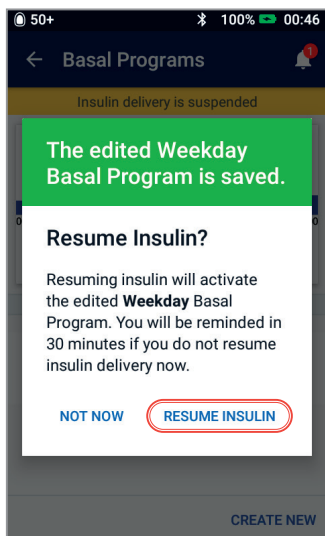 50+ 100% 00:46
Basal Programs 1
Insulin delivery is suspended
The edited Weekday
Basal Program is saved.
Resume Insulin?
Resuming insulin will activate
the edited Weekday Basal
Program. You will be reminded in
30 minutes if you do not resume
insulin delivery now.
NOT NOW RESUME INSULIN
CREATE NEW